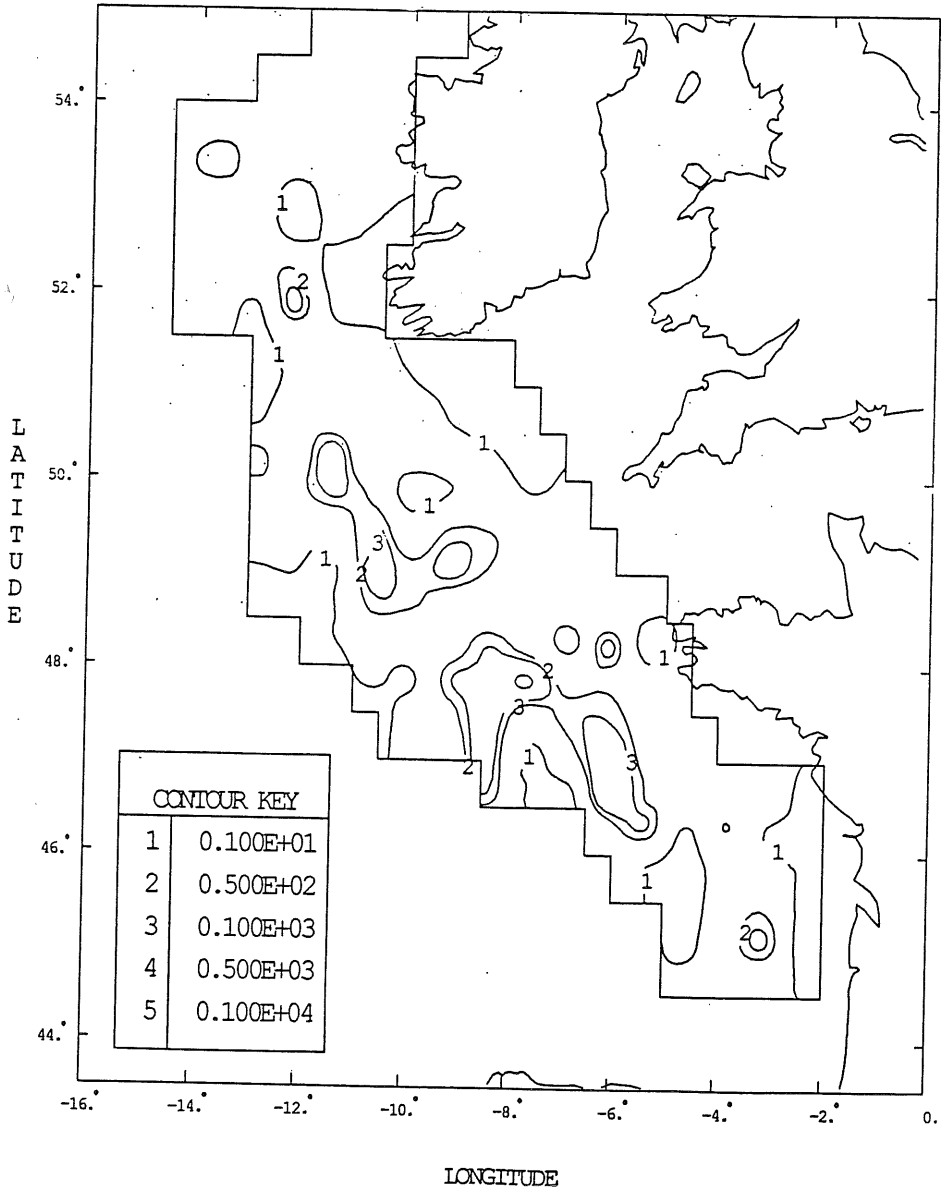 54.°
52.°
50.°
48.°
46.°
44.°
LATITUDE
1
2
1
1
1
3
2
1
1
2
3
2
1
3
1
1
2
CONTOUR KEY
1 0.100E+01
2 0.500E+02
3 0.100E+03
4 0.500E+03
5 0.100E+04
-16.° -14.° -12.° -10.° -8.° -6.° -4.° -2.° 0.
LONGITUDE